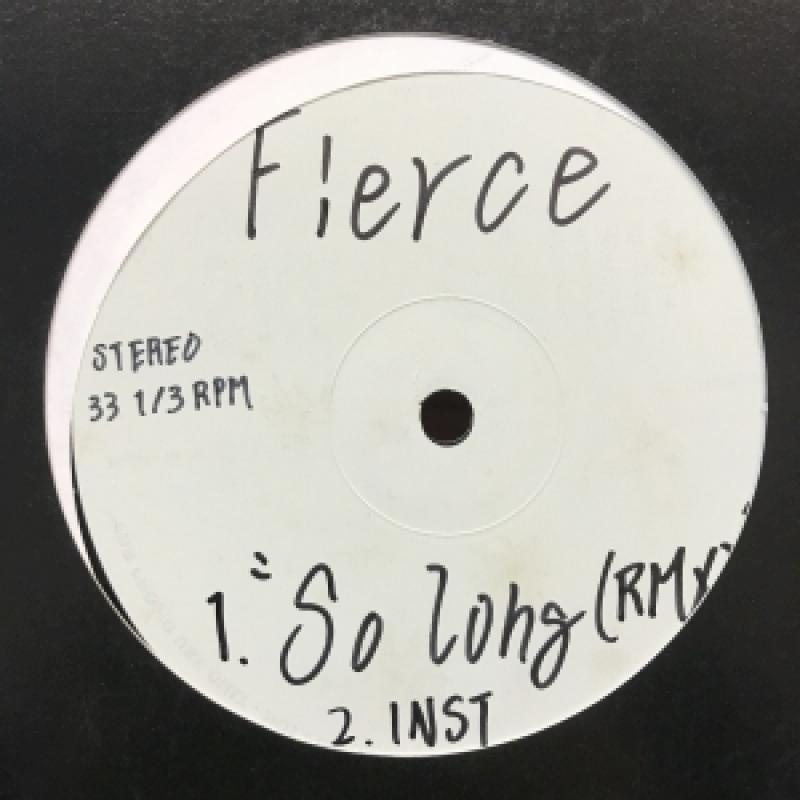 Fierce
STEREO
33 1/3 RPM
1. "So long (RMX)"
2. INST